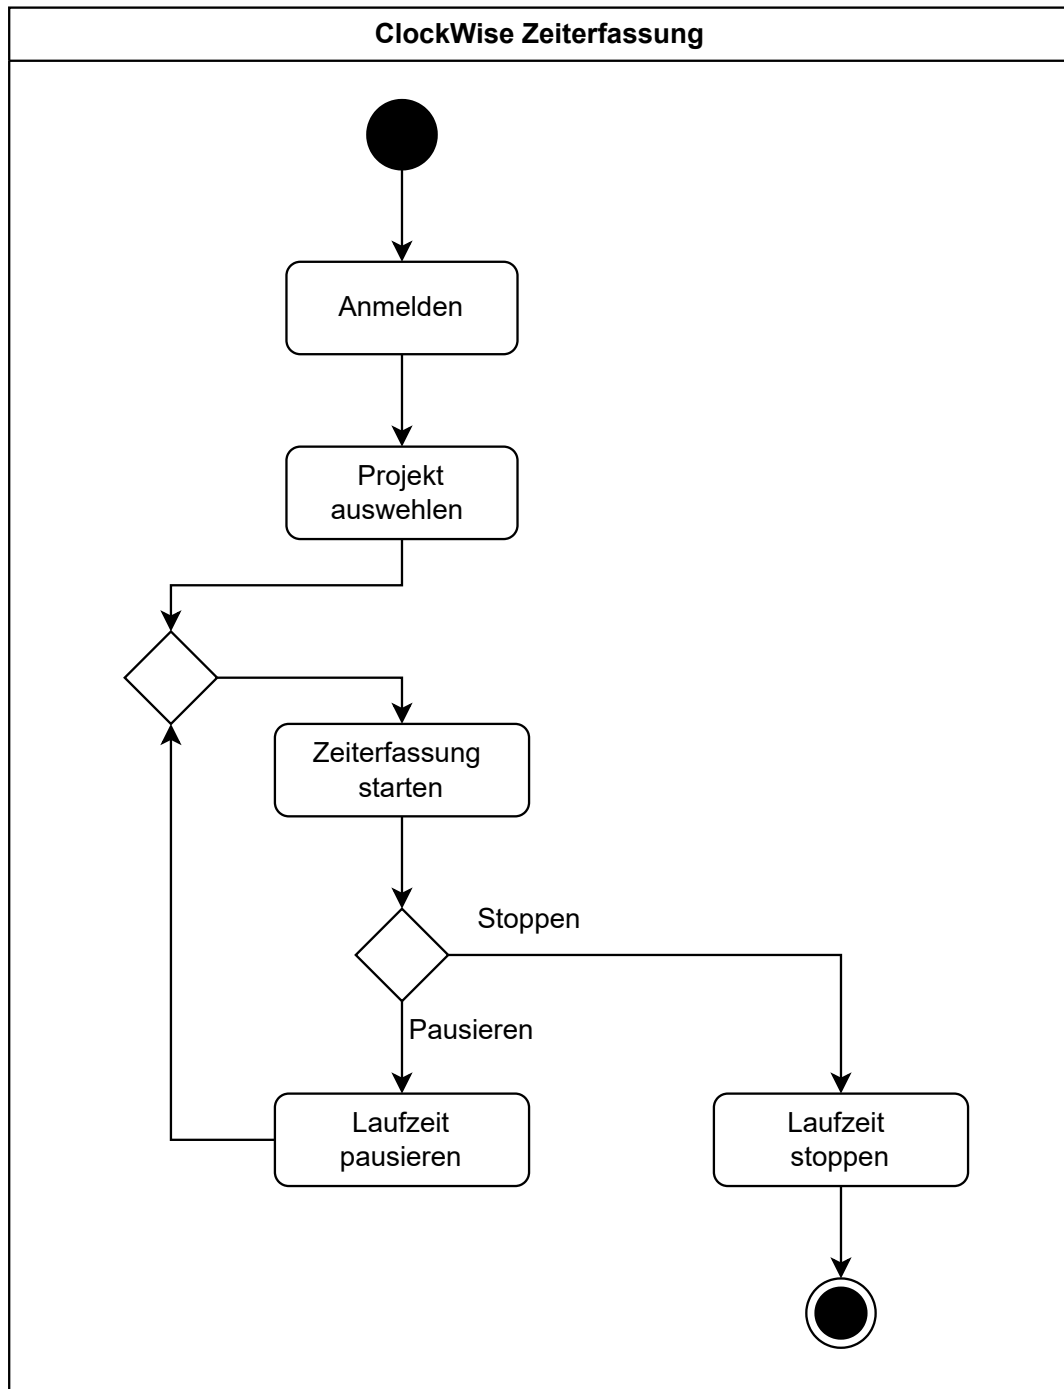 ClockWise Zeiterfassung
Anmelden
Projekt
auswehlen
Zeiterfassung
starten
Stoppen
Pausieren
Laufzeit
pausieren
Laufzeit
stoppen